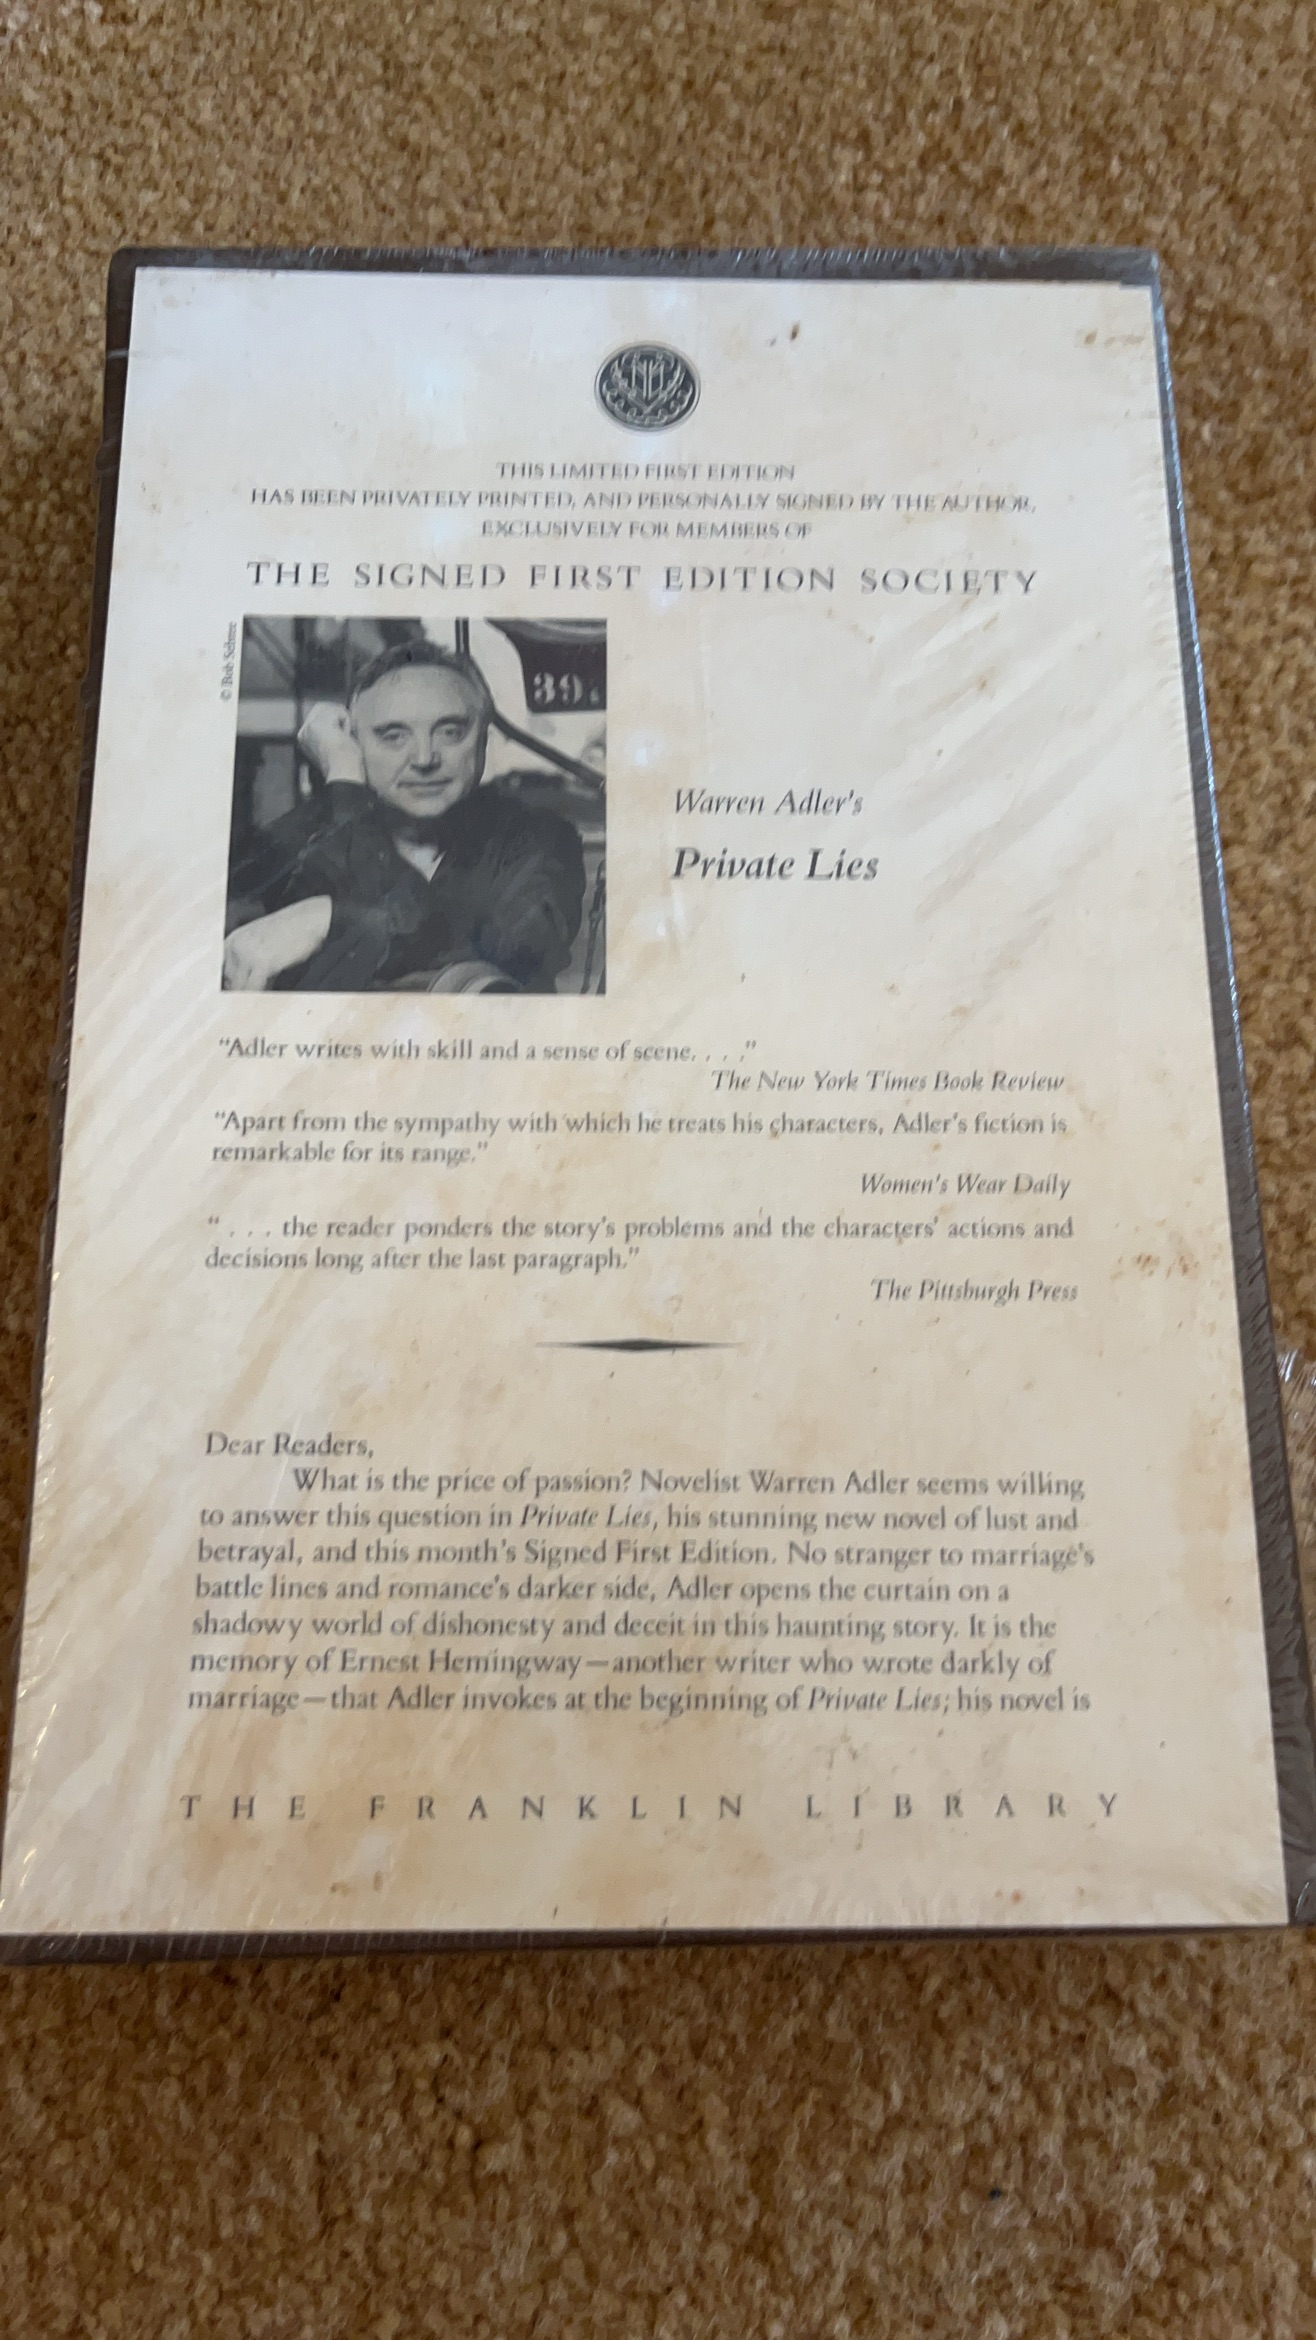 THIS LIMITED FIRST EDITION
HAS BEEN PRIVATELY PRINTED, AND PERSONALLY SIGNED BY THE AUTHOR,
EXCLUSIVELY FOR MEMBERS OF
THE SIGNED FIRST EDITION SOCIETY
© Bob
39
Warren Adler's
Private Lies
“Adler writes with skill and a sense of scene. . . .”
The New York Times Book Review
“Apart from the sympathy with which he treats his characters, Adler's fiction is
remarkable for its range.”
Women's Wear Daily
“ . . . the reader ponders the story's problems and the characters' actions and
decisions long after the last paragraph.”
The Pittsburgh Press
Dear Readers,
What is the price of passion? Novelist Warren Adler seems willing
to answer this question in Private Lies, his stunning new novel of lust and
betrayal, and this month's Signed First Edition. No stranger to marriage's
battle lines and romance's darker side, Adler opens the curtain on a
shadowy world of dishonesty and deceit in this haunting story. It is the
memory of Ernest Hemingway—another writer who wrote darkly of
marriage—that Adler invokes at the beginning of Private Lies; his novel is
THE FRANKLIN LIBRARY